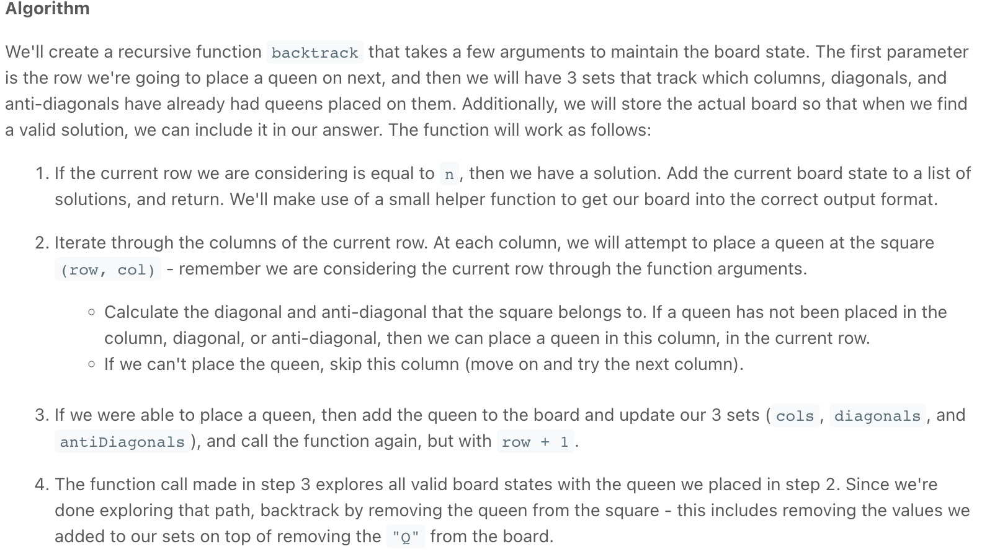 Algorithm
We'll create a recursive function backtrack that takes a few arguments to maintain the board state. The first parameter
is the row we're going to place a queen on next, and then we will have 3 sets that track which columns, diagonals, and
anti-diagonals have already had queens placed on them. Additionally, we will store the actual board so that when we find
a valid solution, we can include it in our answer. The function will work as follows:
1. If the current row we are considering is equal to n , then we have a solution. Add the current board state to a list of
solutions, and return. We'll make use of a small helper function to get our board into the correct output format.
2. Iterate through the columns of the current row. At each column, we will attempt to place a queen at the square
(row, col) - remember we are considering the current row through the function arguments.
◦ Calculate the diagonal and anti-diagonal that the square belongs to. If a queen has not been placed in the
column, diagonal, or anti-diagonal, then we can place a queen in this column, in the current row.
◦ If we can't place the queen, skip this column (move on and try the next column).
3. If we were able to place a queen, then add the queen to the board and update our 3 sets ( cols , diagonals , and
antiDiagonals ), and call the function again, but with row + 1 .
4. The function call made in step 3 explores all valid board states with the queen we placed in step 2. Since we're
done exploring that path, backtrack by removing the queen from the square - this includes removing the values we
added to our sets on top of removing the "Q" from the board.